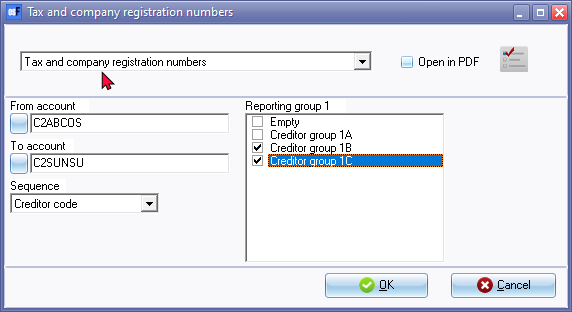 Tax and company registration numbers
Tax and company registration numbers
Open in PDF
From account
C2ABCOS
To account
C2SUNSU
Sequence
Creditor code
Reporting group 1
Empty
Creditor group 1A
Creditor group 1B
Creditor group 1C
OK
Cancel